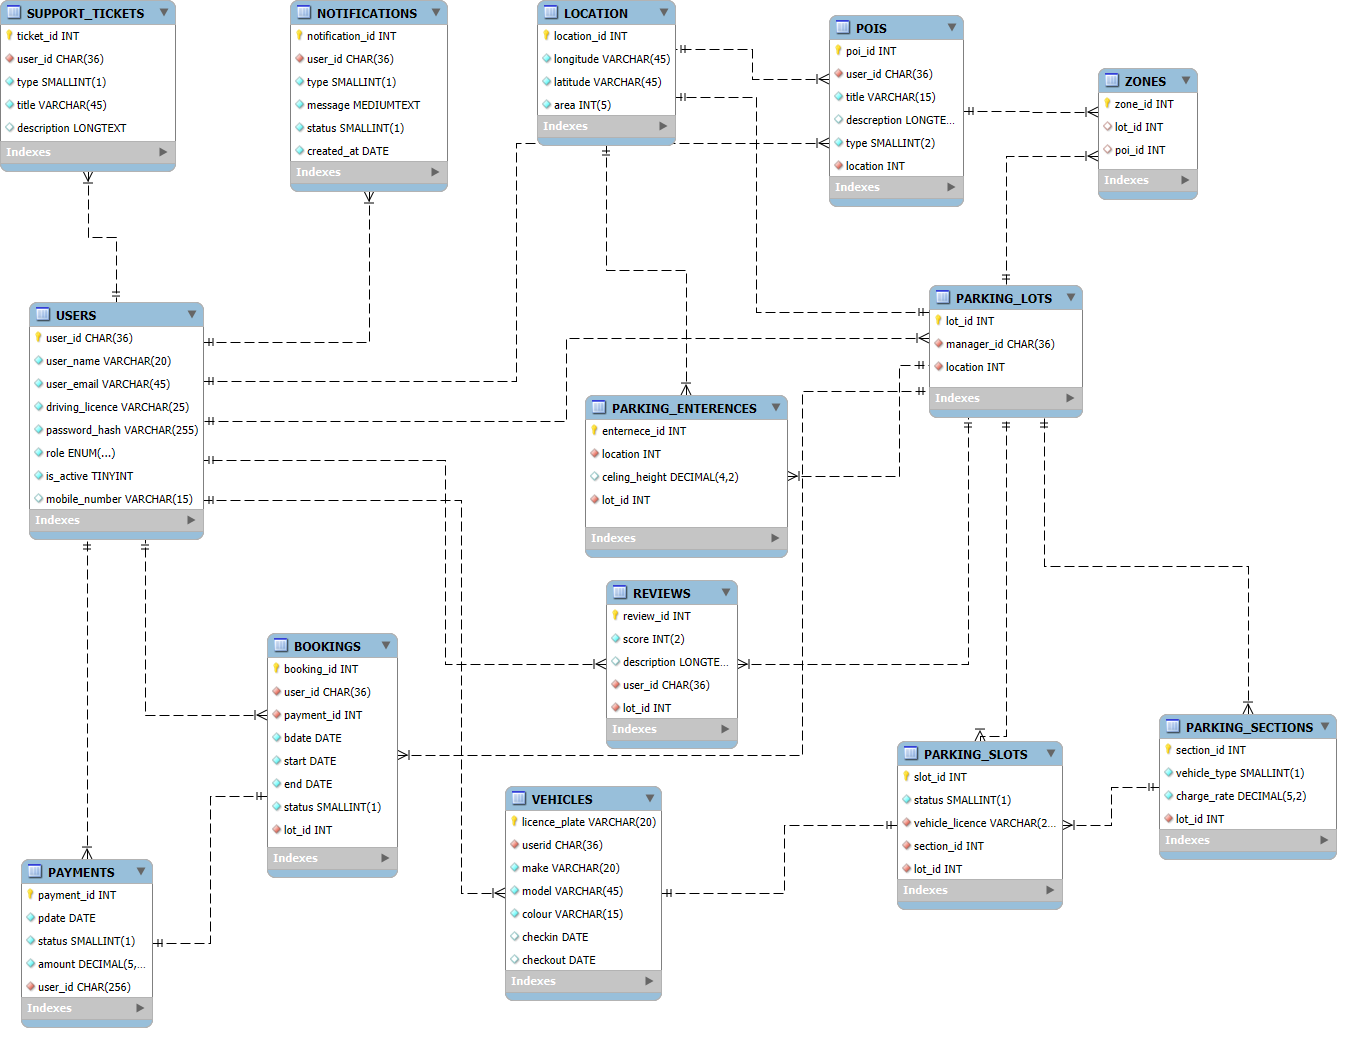 SUPPORT_TICKETS
ticket_id INT
user_id CHAR(36)
type SMALLINT(1)
title VARCHAR(45)
description LONGTEXT
Indexes
NOTIFICATIONS
notification_id INT
user_id CHAR(36)
type SMALLINT(1)
message MEDIUMTEXT
status SMALLINT(1)
created_at DATE
Indexes
LOCATION
location_id INT
longitude VARCHAR(45)
latitude VARCHAR(45)
area INT(5)
Indexes
POIS
poi_id INT
user_id CHAR(36)
title VARCHAR(15)
descreption LONGTE...
type SMALLINT(2)
location INT
Indexes
ZONES
zone_id INT
lot_id INT
poi_id INT
Indexes
USERS
user_id CHAR(36)
user_name VARCHAR(20)
user_email VARCHAR(45)
driving_licence VARCHAR(25)
password_hash VARCHAR(255)
role ENUM(...)
is_active TINYINT
mobile_number VARCHAR(15)
Indexes
PARKING_LOTS
lot_id INT
manager_id CHAR(36)
location INT
Indexes
PARKING_ENTERENCES
enternece_id INT
location INT
celing_height DECIMAL(4,2)
lot_id INT
Indexes
REVIEWS
review_id INT
score INT(2)
description LONGTE...
user_id CHAR(36)
lot_id INT
Indexes
BOOKINGS
booking_id INT
user_id CHAR(36)
payment_id INT
bdate DATE
start DATE
end DATE
status SMALLINT(1)
lot_id INT
Indexes
PARKING_SECTIONS
section_id INT
vehicle_type SMALLINT(1)
charge_rate DECIMAL(5,2)
lot_id INT
Indexes
PARKING_SLOTS
slot_id INT
status SMALLINT(1)
vehicle_licence VARCHAR(2...
section_id INT
lot_id INT
Indexes
VEHICLES
licence_plate VARCHAR(20)
userid CHAR(36)
make VARCHAR(20)
model VARCHAR(45)
colour VARCHAR(15)
checkin DATE
checkout DATE
Indexes
PAYMENTS
payment_id INT
pdate DATE
status SMALLINT(1)
amount DECIMAL(5,...
user_id CHAR(256)
Indexes